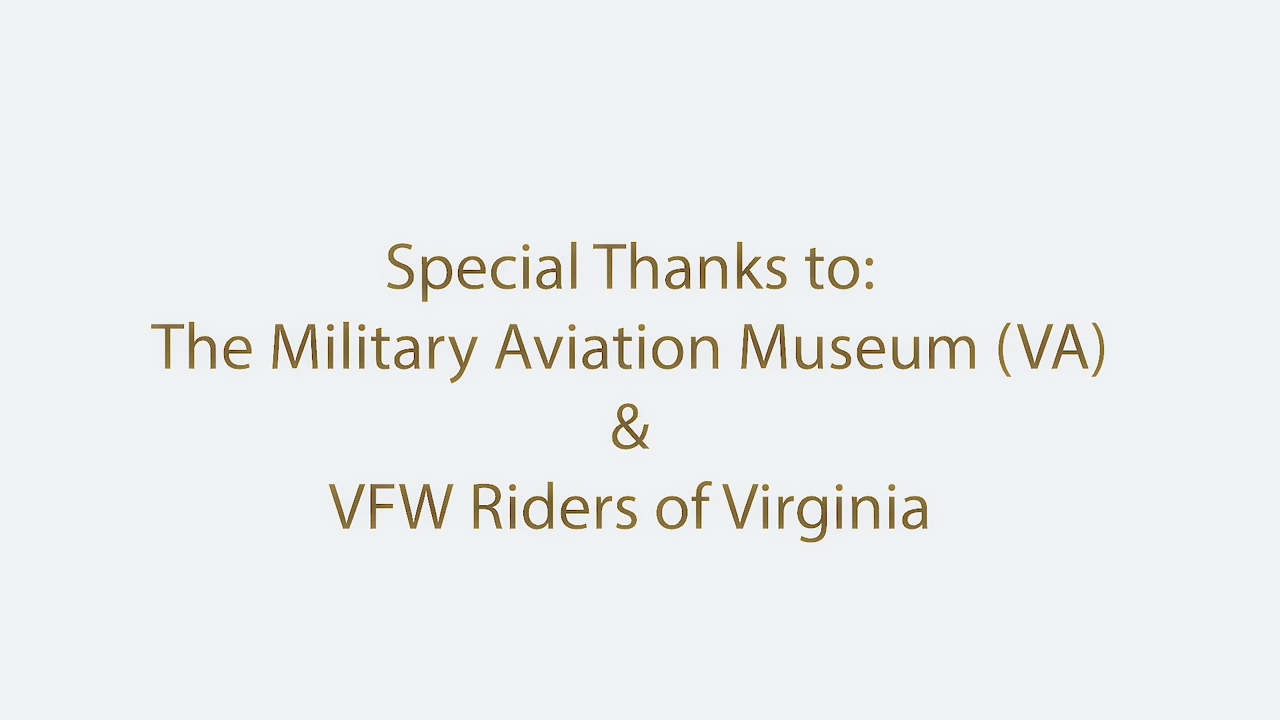 Special Thanks to:
The Military Aviation Museum (VA)
&
VFW Riders of Virginia